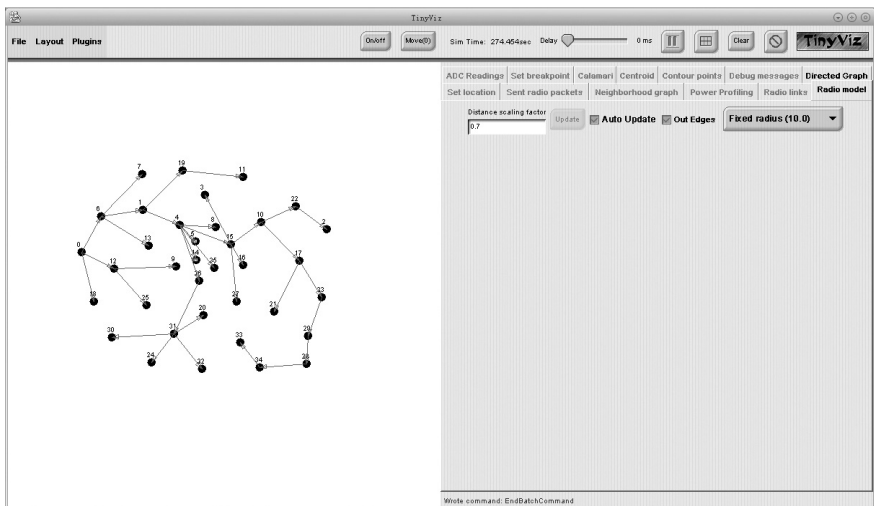 TinyViz
File Layout Plugins
On/off Move(0) Sim Time: 274.454sec Delay 0 ms Clear TinyViz
ADC Readings Set breakpoint Calamari Centroid Contour points Debug messages Directed Graph
Set location Sent radio packets Neighborhood graph Power Profiling Radio links Radio model
Distance scaling factor
0.7
Update Auto Update Out Edges Fixed radius (10.0)
7 19 11
3
6 1 22
4 8 10 2
5 15
0 13
14 17
12 9 35 16
26
18 25 27 23
20 21
30 31 33 29
24 32 34 28
Wrote command: EndBatchCommand